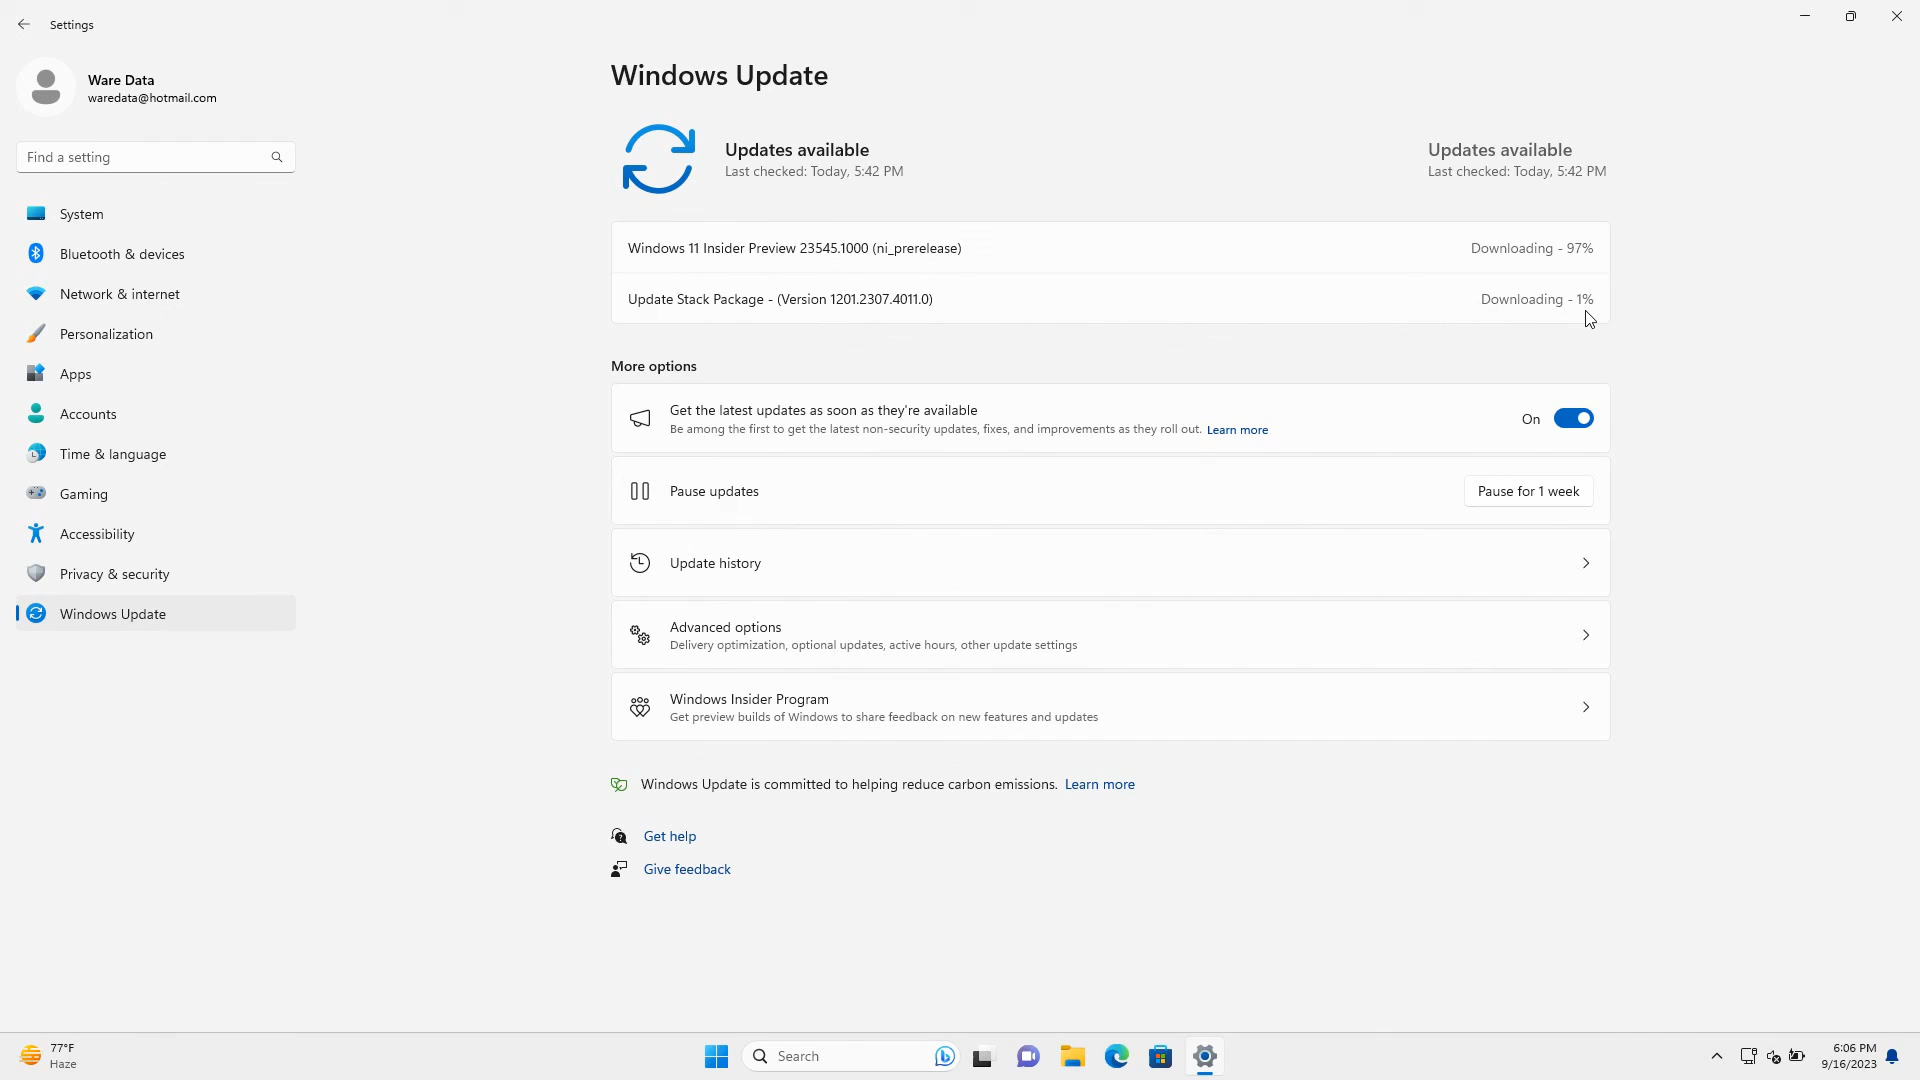 Settings
Ware Data
waredata@hotmail.com
Find a setting
System
Bluetooth & devices
Network & internet
Personalization
Apps
Accounts
Time & language
Gaming
Accessibility
Privacy & security
Windows Update
Windows Update
Updates available
Last checked: Today, 5:42 PM
Updates available
Last checked: Today, 5:42 PM
Windows 11 Insider Preview 23545.1000 (ni_prerelease) Downloading - 97%
Update Stack Package - (Version 1201.2307.4011.0) Downloading - 1%
More options
Get the latest updates as soon as they're available
Be among the first to get the latest non-security updates, fixes, and improvements as they roll out. Learn more
On
Pause updates Pause for 1 week
Update history
Advanced options
Delivery optimization, optional updates, active hours, other update settings
Windows Insider Program
Get preview builds of Windows to share feedback on new features and updates
Windows Update is committed to helping reduce carbon emissions. Learn more
Get help
Give feedback
77°F
Haze
Search
6:06 PM
9/16/2023